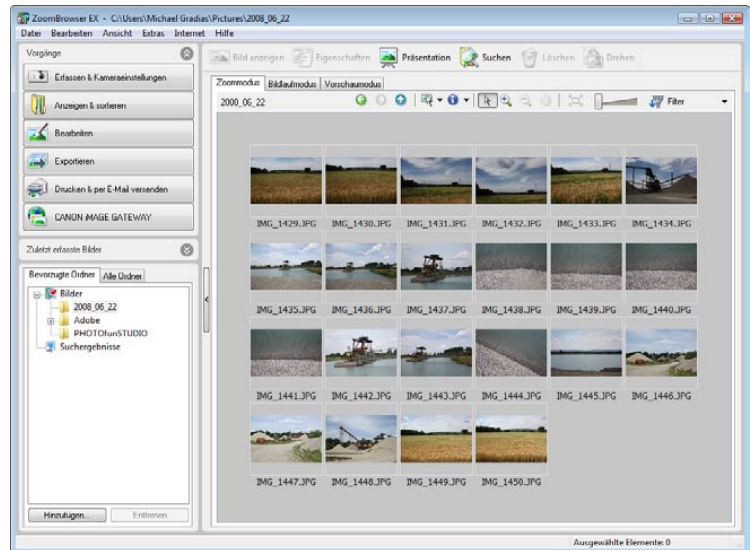 ZoomBrowser EX - C:\Users\Michael Gradias\Pictures\2008_06_22
Datei Bearbeiten Ansicht Extras Internet Hilfe
Vorgänge
Erfassen & Kameraeinstellungen
Anzeigen & sortieren
Bearbeiten
Exportieren
Drucken & per E-Mail versenden
CANON iMAGE GATEWAY
Zuletzt erfasste Bilder
Bevorzugte Ordner Alle Ordner
Bilder
2008_06_22
Adobe
PHOTOfunSTUDIO
Suchergebnisse
Hinzufügen... Entfernen
Bild anzeigen Eigenschaften Präsentation Suchen Löschen Drehen
Zoommodus Bildlaufmodus Vorschaumodus
2008_06_22 Filter
IMG_1429.JPG IMG_1430.JPG IMG_1431.JPG IMG_1432.JPG IMG_1433.JPG IMG_1434.JPG
IMG_1435.JPG IMG_1436.JPG IMG_1437.JPG IMG_1438.JPG IMG_1439.JPG IMG_1440.JPG
IMG_1441.JPG IMG_1442.JPG IMG_1443.JPG IMG_1444.JPG IMG_1445.JPG IMG_1446.JPG
IMG_1447.JPG IMG_1448.JPG IMG_1449.JPG IMG_1450.JPG
Ausgewählte Elemente: 0